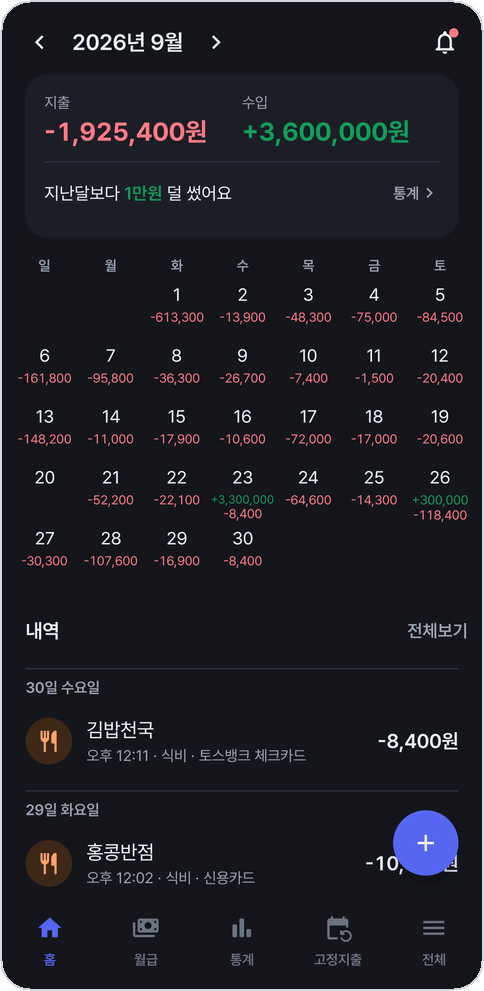 2026년 9월
지출 수입
-1,925,400원 +3,600,000원
지난달보다 1만원 덜 썼어요 통계
일 월 화 수 목 금 토
1 2 3 4 5
-613,300 -13,900 -48,300 -75,000 -84,500
6 7 8 9 10 11 12
-161,800 -95,800 -36,300 -26,700 -7,400 -1,500 -20,400
13 14 15 16 17 18 19
-148,200 -11,000 -17,900 -10,600 -72,000 -17,000 -20,600
20 21 22 23 24 25 26
-52,200 -22,100 +3,300,000 -64,600 -14,300 +300,000
-8,400 -118,400
27 28 29 30
-30,300 -107,600 -16,900 -8,400
내역 전체보기
30일 수요일
김밥천국 -8,400원
오후 12:11 · 식비 · 토스뱅크 체크카드
29일 화요일
홍콩반점 원
오후 12:02 · 식비 · 신용카드
홈 월급 통계 고정지출 전체